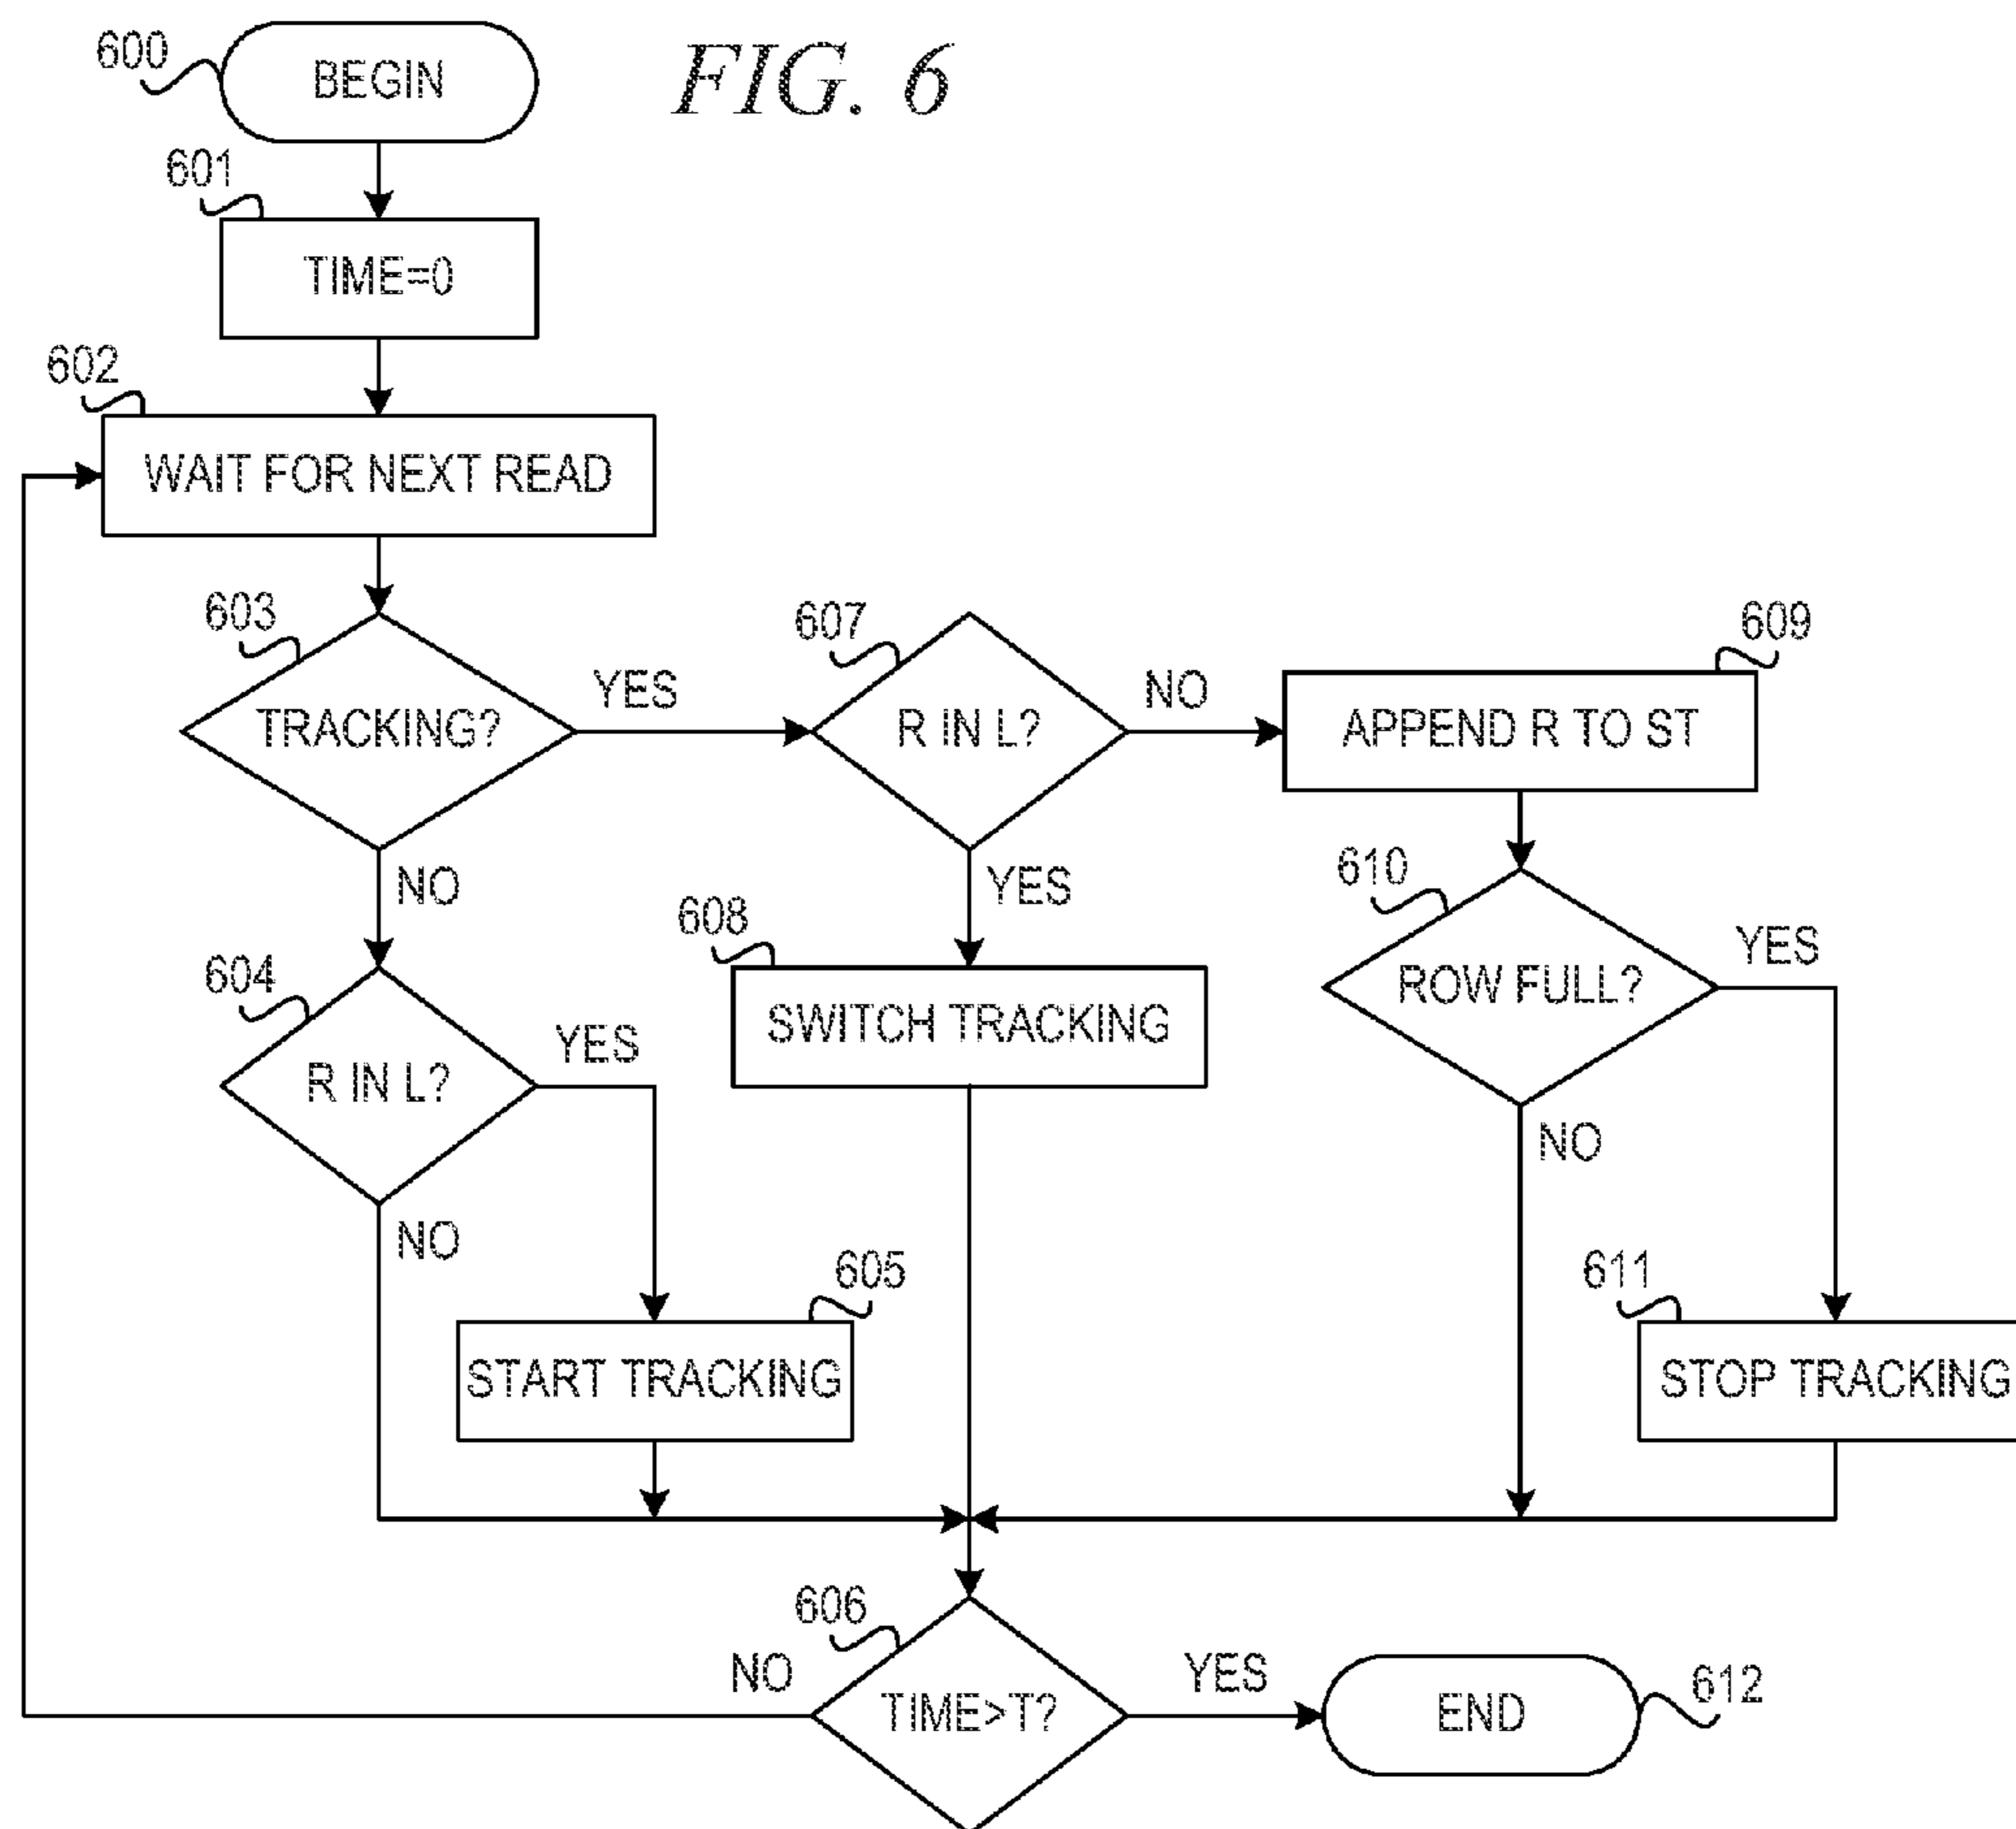 FIG. 6
600
BEGIN
601
TIME=0
602
WAIT FOR NEXT READ
603
TRACKING?
YES
NO
607
R IN L?
NO
YES
609
APPEND R TO ST
610
ROW FULL?
YES
NO
608
SWITCH TRACKING
604
R IN L?
YES
NO
605
START TRACKING
611
STOP TRACKING
606
TIME>T?
NO
YES
END
612